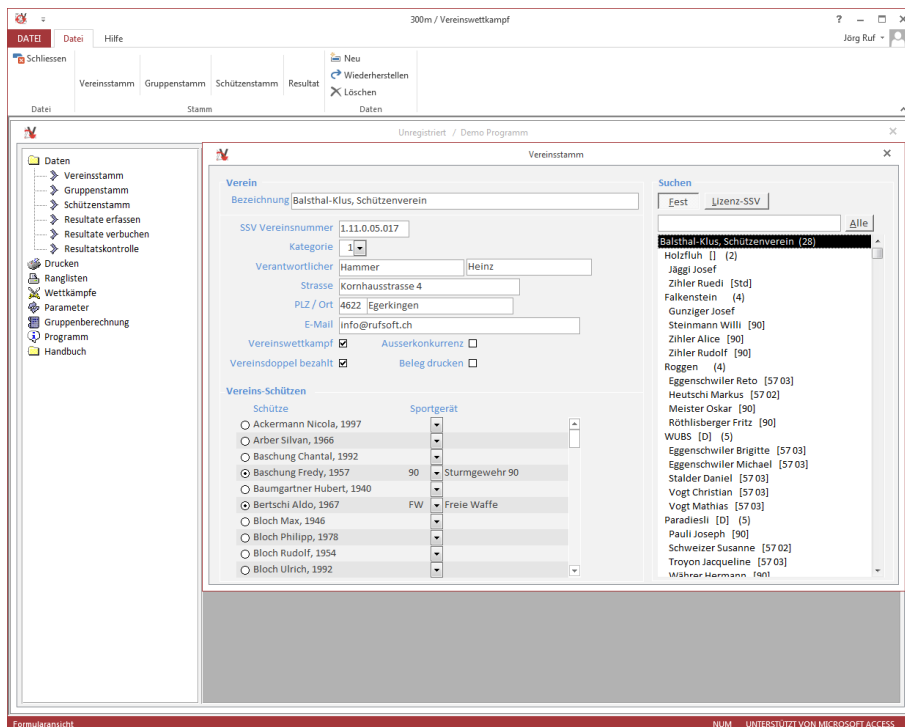 300m / Vereinswettkampf
DATEI Datei Hilfe Jörg Ruf
Schliessen
Vereinsstamm Gruppenstamm Schützenstamm Resultat
Neu
Wiederherstellen
Löschen
Datei Stamm Daten
Unregistriert / Demo Programm
Daten
Vereinsstamm
Gruppenstamm
Schützenstamm
Resultate erfassen
Resultate verbuchen
Resultatskontrolle
Drucken
Ranglisten
Wettkämpfe
Parameter
Gruppenberechnung
Programm
Handbuch
Vereinsstamm
Verein
Bezeichnung Balsthal-Klus, Schützenverein
SSV Vereinsnummer 1.11.0.05.017
Kategorie 1
Verantwortlicher Hammer Heinz
Strasse Kornhausstrasse 4
PLZ / Ort 4622 Egerkingen
E-Mail info@rufsoft.ch
Vereinswettkampf Ausserkonkurrenz
Vereinsdoppel bezahlt Beleg drucken
Vereins-Schützen
Schütze Sportgerät
Ackermann Nicola, 1997
Arber Silvan, 1966
Baschung Chantal, 1992
Baschung Fredy, 1957 90 Sturmgewehr 90
Baumgartner Hubert, 1940
Bertschi Aldo, 1967 FW Freie Waffe
Bloch Max, 1946
Bloch Philipp, 1978
Bloch Rudolf, 1954
Bloch Ulrich, 1992
Suchen
Fest Lizenz-SSV
Alle
Balsthal-Klus, Schützenverein (28)
Holzfluh [] (2)
Jäggi Josef
Zihler Ruedi [Std]
Falkenstein (4)
Gunziger Josef
Steinmann Willi [90]
Zihler Alice [90]
Zihler Rudolf [90]
Roggen (4)
Eggenschwiler Reto [57 03]
Heutschi Markus [57 02]
Meister Oskar [90]
Röthlisberger Fritz [90]
WUBS [D] (5)
Eggenschwiler Brigitte [57 03]
Eggenschwiler Michael [57 03]
Stalder Daniel [57 03]
Vogt Christian [57 03]
Vogt Mathias [57 03]
Paradiesli [D] (5)
Pauli Joseph [90]
Schweizer Susanne [57 02]
Troyon Jacqueline [57 03]
Währer Hermann [90]
Formularansicht NUM UNTERSTÜTZT VON MICROSOFT ACCESS